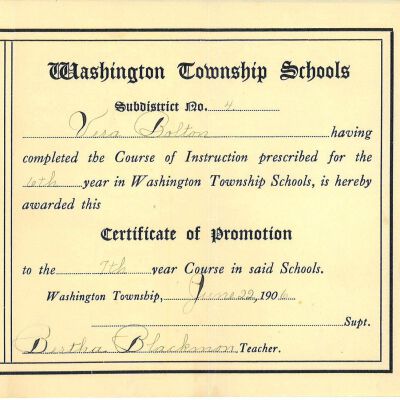 Washington Township Schools
Subdistrict No. 4
Vera Bolton having
completed the Course of Instruction prescribed for the
6th year in Washington Township Schools, is hereby
awarded this
Certificate of Promotion
to the 7th year Course in said Schools.
Washington Township, June 22, 1906
Supt.
Bertha Blackmon Teacher.